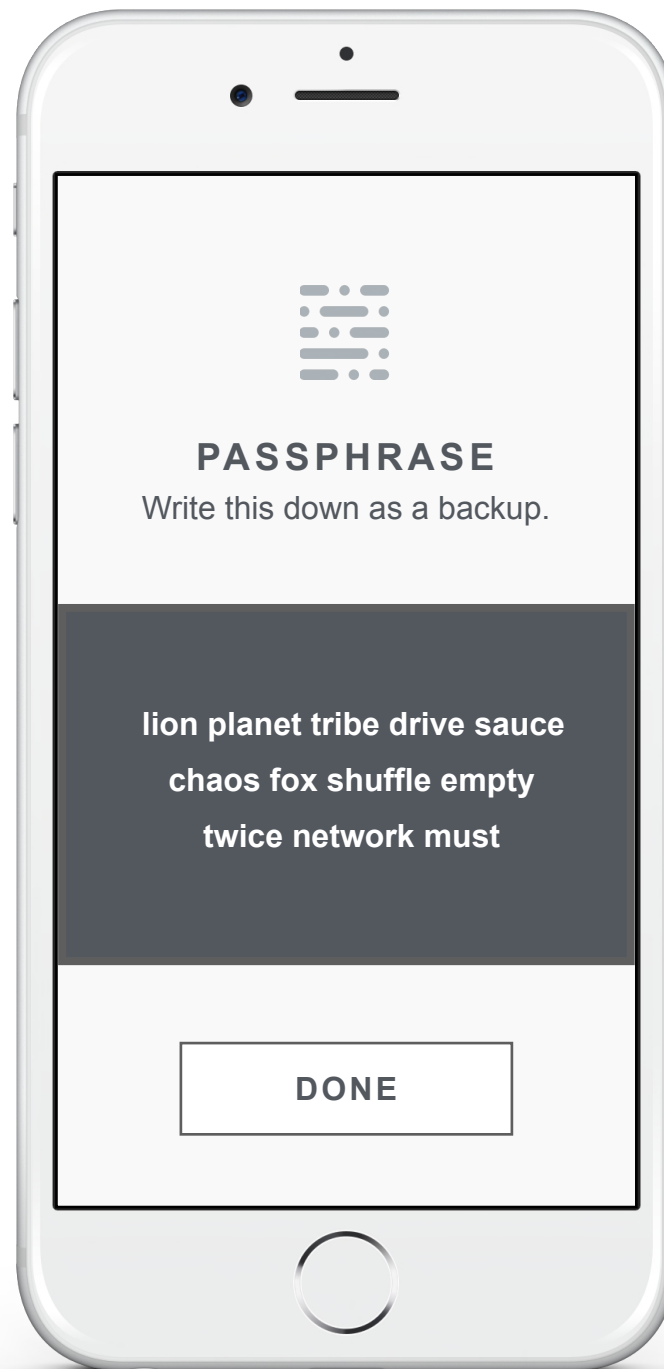 PASSPHRASE
Write this down as a backup.
lion planet tribe drive sauce
chaos fox shuffle empty
twice network must
DONE